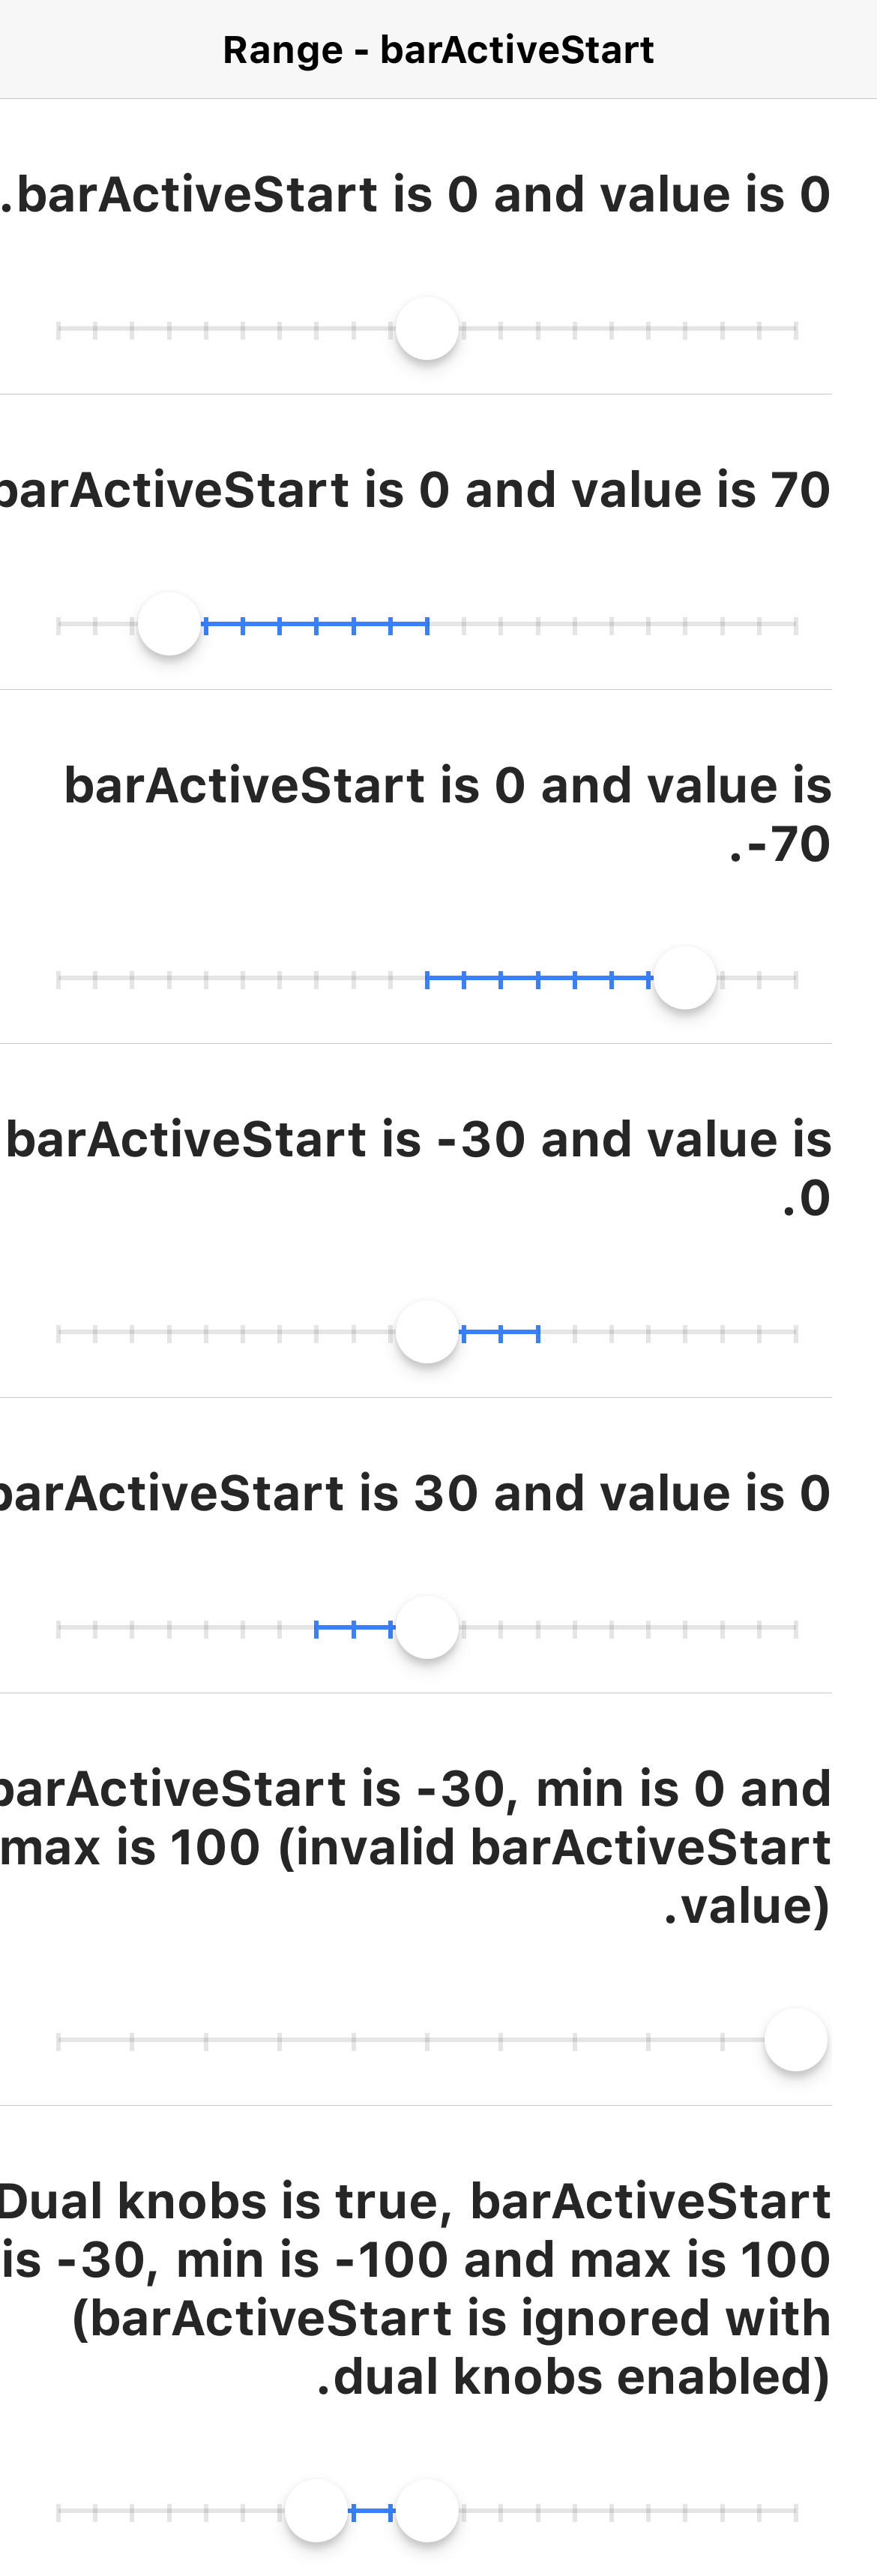 Range - barActiveStart
.barActiveStart is 0 and value is 0
barActiveStart is 0 and value is 70
barActiveStart is 0 and value is
.-70
barActiveStart is -30 and value is
.0
barActiveStart is 30 and value is 0
barActiveStart is -30, min is 0 and
max is 100 (invalid barActiveStart
.value)
Dual knobs is true, barActiveStart
is -30, min is -100 and max is 100
(barActiveStart is ignored with
.dual knobs enabled)